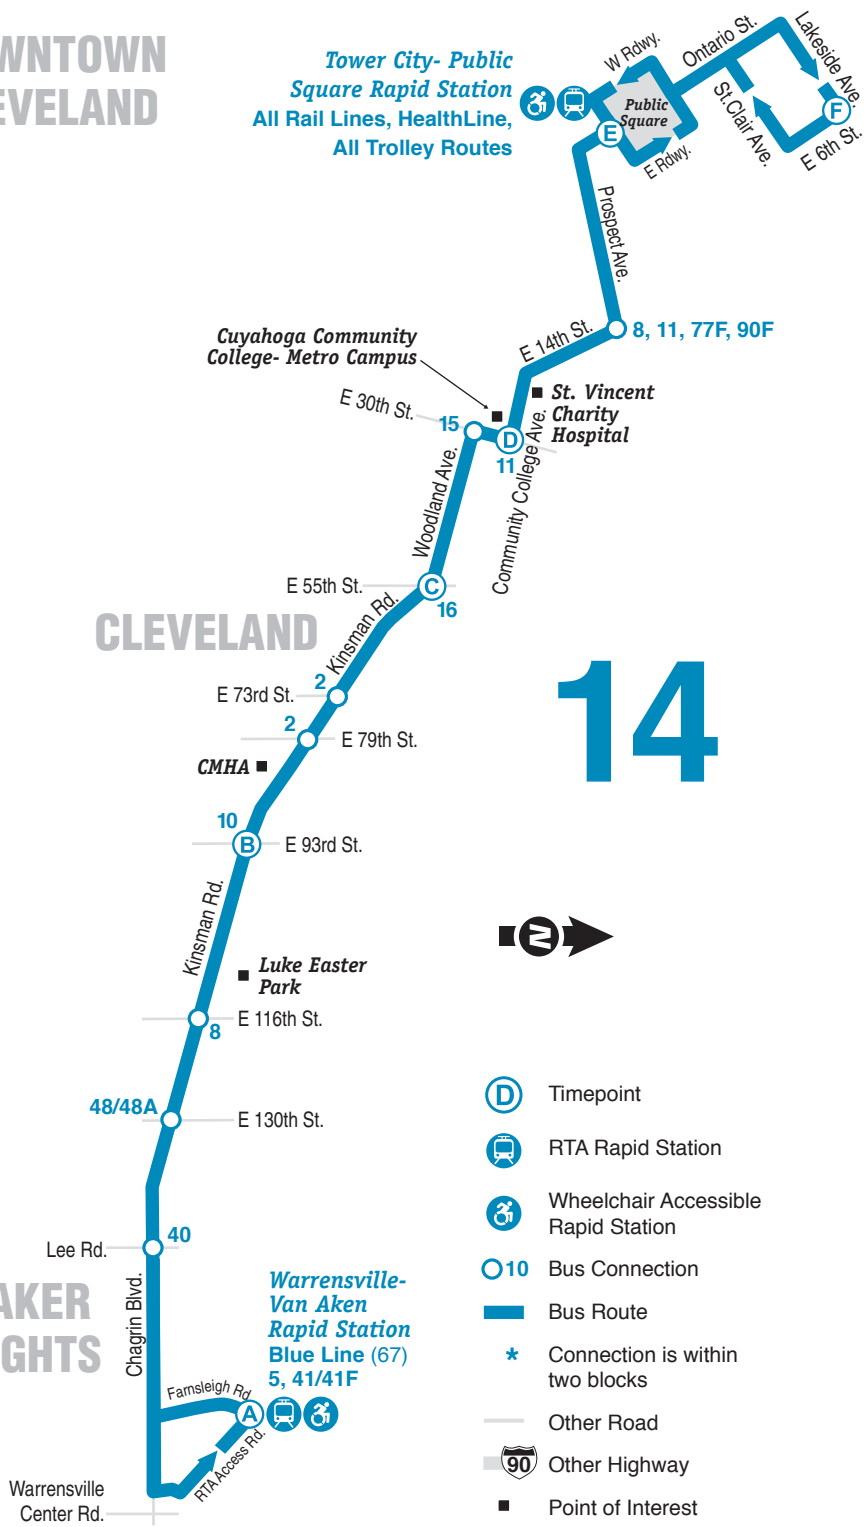 WNTOWN
EVELAND
Tower City- Public
Square Rapid Station
All Rail Lines, HealthLine,
All Trolley Routes
W Rdwy.
Ontario St.
Lakeside Ave.
Public
Square
E
E Rdwy.
St.Clair Ave.
F
E 6th St.
Prospect Ave.
8, 11, 77F, 90F
E 14th St.
Cuyahoga Community
College- Metro Campus
St. Vincent
Charity
Hospital
E 30th St.
15
D
11
Community College Ave.
Woodland Ave.
E 55th St.
C
16
CLEVELAND
Kinsman Rd.
E 73rd St.
2
2
E 79th St.
14
CMHA
10
B
E 93rd St.
Kinsman Rd.
N
Luke Easter
Park
8
E 116th St.
48/48A
E 130th St.
Lee Rd.
40
AKER
GHTS
Chagrin Blvd.
Warrensville-
Van Aken
Rapid Station
Blue Line (67)
5, 41/41F
Farnsleigh Rd.
A
RTA Access Rd.
Warrensville
Center Rd.
D Timepoint
RTA Rapid Station
Wheelchair Accessible
Rapid Station
10 Bus Connection
Bus Route
* Connection is within
two blocks
Other Road
90 Other Highway
Point of Interest